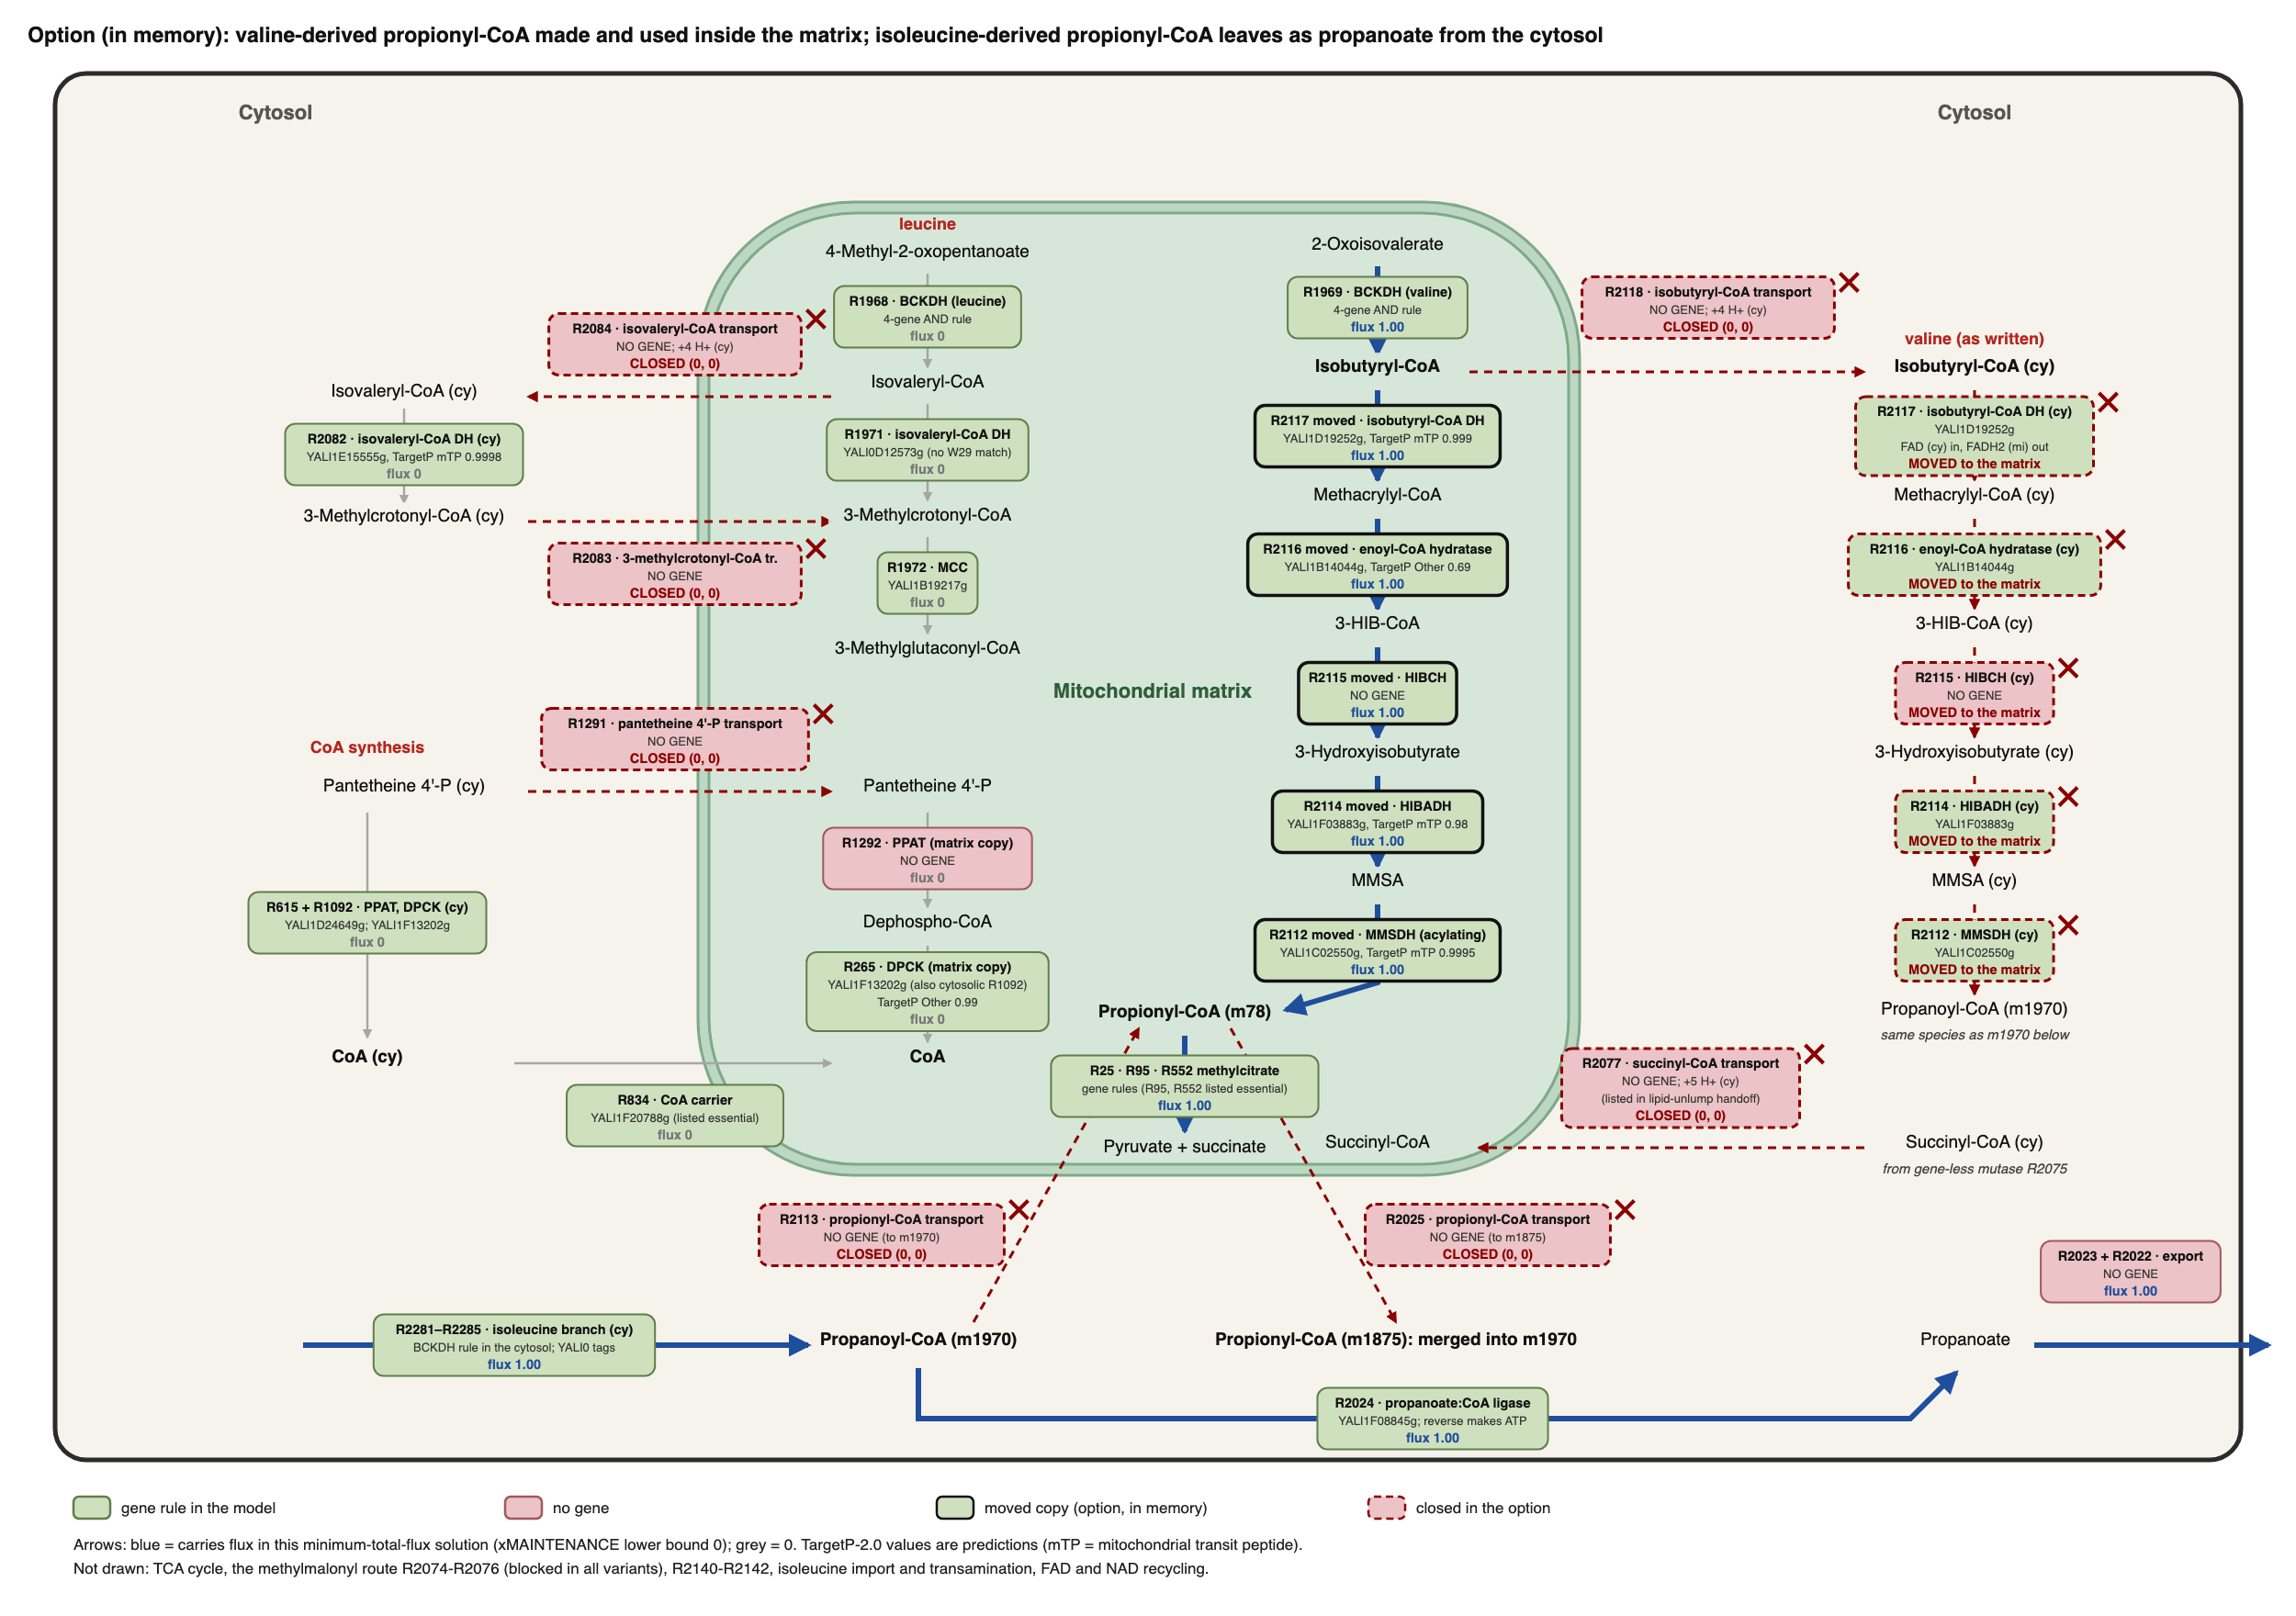 Option (in memory): valine-derived propionyl-CoA made and used inside the matrix; isoleucine-derived propionyl-CoA leaves as propanoate from the cytosol
Cytosol
Cytosol
leucine
4-Methyl-2-oxopentanoate
R1968 · BCKDH (leucine)
4-gene AND rule
flux 0
R2084 · isovaleryl-CoA transport
NO GENE; +4 H+ (cy)
CLOSED (0, 0)
Isovaleryl-CoA
Isovaleryl-CoA (cy)
R2082 · isovaleryl-CoA DH (cy)
YALI1E15555g, TargetP mTP 0.9998
flux 0
R1971 · isovaleryl-CoA DH
YALI0D12573g (no W29 match)
flux 0
3-Methylcrotonyl-CoA (cy)
3-Methylcrotonyl-CoA
R2083 · 3-methylcrotonyl-CoA tr.
NO GENE
CLOSED (0, 0)
R1972 · MCC
YALI1B19217g
flux 0
3-Methylglutaconyl-CoA
Mitochondrial matrix
2-Oxoisovalerate
R1969 · BCKDH (valine)
4-gene AND rule
flux 1.00
Isobutyryl-CoA
R2117 moved · isobutyryl-CoA DH
YALI1D19252g, TargetP mTP 0.999
flux 1.00
Methacrylyl-CoA
R2116 moved · enoyl-CoA hydratase
YALI1B14044g, TargetP Other 0.69
flux 1.00
3-HIB-CoA
R2115 moved · HIBCH
NO GENE
flux 1.00
3-Hydroxyisobutyrate
R2114 moved · HIBADH
YALI1F03883g, TargetP mTP 0.98
flux 1.00
MMSA
R2112 moved · MMSDH (acylating)
YALI1C02550g, TargetP mTP 0.9995
flux 1.00
Propionyl-CoA (m78)
R25 · R95 · R552 methylcitrate
gene rules (R95, R552 listed essential)
flux 1.00
Pyruvate + succinate
Succinyl-CoA
R2118 · isobutyryl-CoA transport
NO GENE; +4 H+ (cy)
CLOSED (0, 0)
valine (as written)
Isobutyryl-CoA (cy)
R2117 · isobutyryl-CoA DH (cy)
YALI1D19252g
FAD (cy) in, FADH2 (mi) out
MOVED to the matrix
Methacrylyl-CoA (cy)
R2116 · enoyl-CoA hydratase (cy)
YALI1B14044g
MOVED to the matrix
3-HIB-CoA (cy)
R2115 · HIBCH (cy)
NO GENE
MOVED to the matrix
3-Hydroxyisobutyrate (cy)
R2114 · HIBADH (cy)
YALI1F03883g
MOVED to the matrix
MMSA (cy)
R2112 · MMSDH (cy)
YALI1C02550g
MOVED to the matrix
Propanoyl-CoA (m1970)
same species as m1970 below
R2077 · succinyl-CoA transport
NO GENE; +5 H+ (cy)
(listed in lipid-unlump handoff)
CLOSED (0, 0)
Succinyl-CoA (cy)
from gene-less mutase R2075
CoA synthesis
R1291 · pantetheine 4'-P transport
NO GENE
CLOSED (0, 0)
Pantetheine 4'-P (cy)
Pantetheine 4'-P
R1292 · PPAT (matrix copy)
NO GENE
flux 0
Dephospho-CoA
R615 + R1092 · PPAT, DPCK (cy)
YALI1D24649g; YALI1F13202g
flux 0
R265 · DPCK (matrix copy)
YALI1F13202g (also cytosolic R1092)
TargetP Other 0.99
flux 0
CoA (cy)
CoA
R834 · CoA carrier
YALI1F20788g (listed essential)
flux 0
R2113 · propionyl-CoA transport
NO GENE (to m1970)
CLOSED (0, 0)
R2025 · propionyl-CoA transport
NO GENE (to m1875)
CLOSED (0, 0)
R2023 + R2022 · export
NO GENE
flux 1.00
R2281–R2285 · isoleucine branch (cy)
BCKDH rule in the cytosol; YALI0 tags
flux 1.00
Propanoyl-CoA (m1970)
Propionyl-CoA (m1875): merged into m1970
Propanoate
R2024 · propanoate:CoA ligase
YALI1F08845g; reverse makes ATP
flux 1.00
gene rule in the model
no gene
moved copy (option, in memory)
closed in the option
Arrows: blue = carries flux in this minimum-total-flux solution (xMAINTENANCE lower bound 0); grey = 0. TargetP-2.0 values are predictions (mTP = mitochondrial transit peptide).
Not drawn: TCA cycle, the methylmalonyl route R2074-R2076 (blocked in all variants), R2140-R2142, isoleucine import and transamination, FAD and NAD recycling.